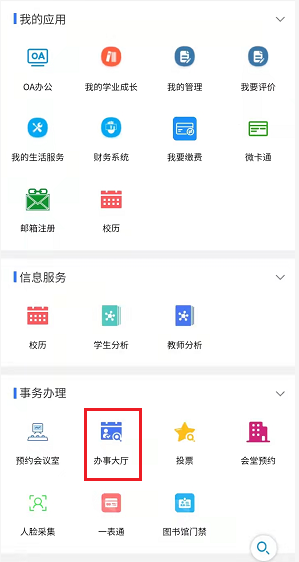 我的应用
OA
OA办公 我的学业成长 我的管理 我要评价
我的生活服务 财务系统 我要缴费 微卡通
邮箱注册 校历
信息服务
校历 学生分析 教师分析
事务办理
预约会议室 办事大厅 投票 会堂预约
人脸采集 一表通 图书馆门禁